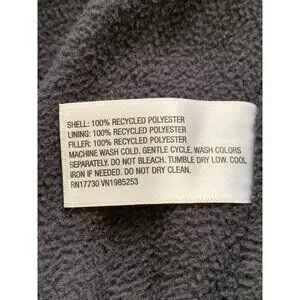 SHELL: 100% RECYCLED POLYESTER
LINING: 100% RECYCLED POLYESTER
FILLER: 100% RECYCLED POLYESTER
MACHINE WASH COLD. GENTLE CYCLE. WASH COLORS
SEPARATELY. DO NOT BLEACH. TUMBLE DRY LOW. COOL
IRON IF NEEDED. DO NOT DRY CLEAN.
RN17730 VN1985253